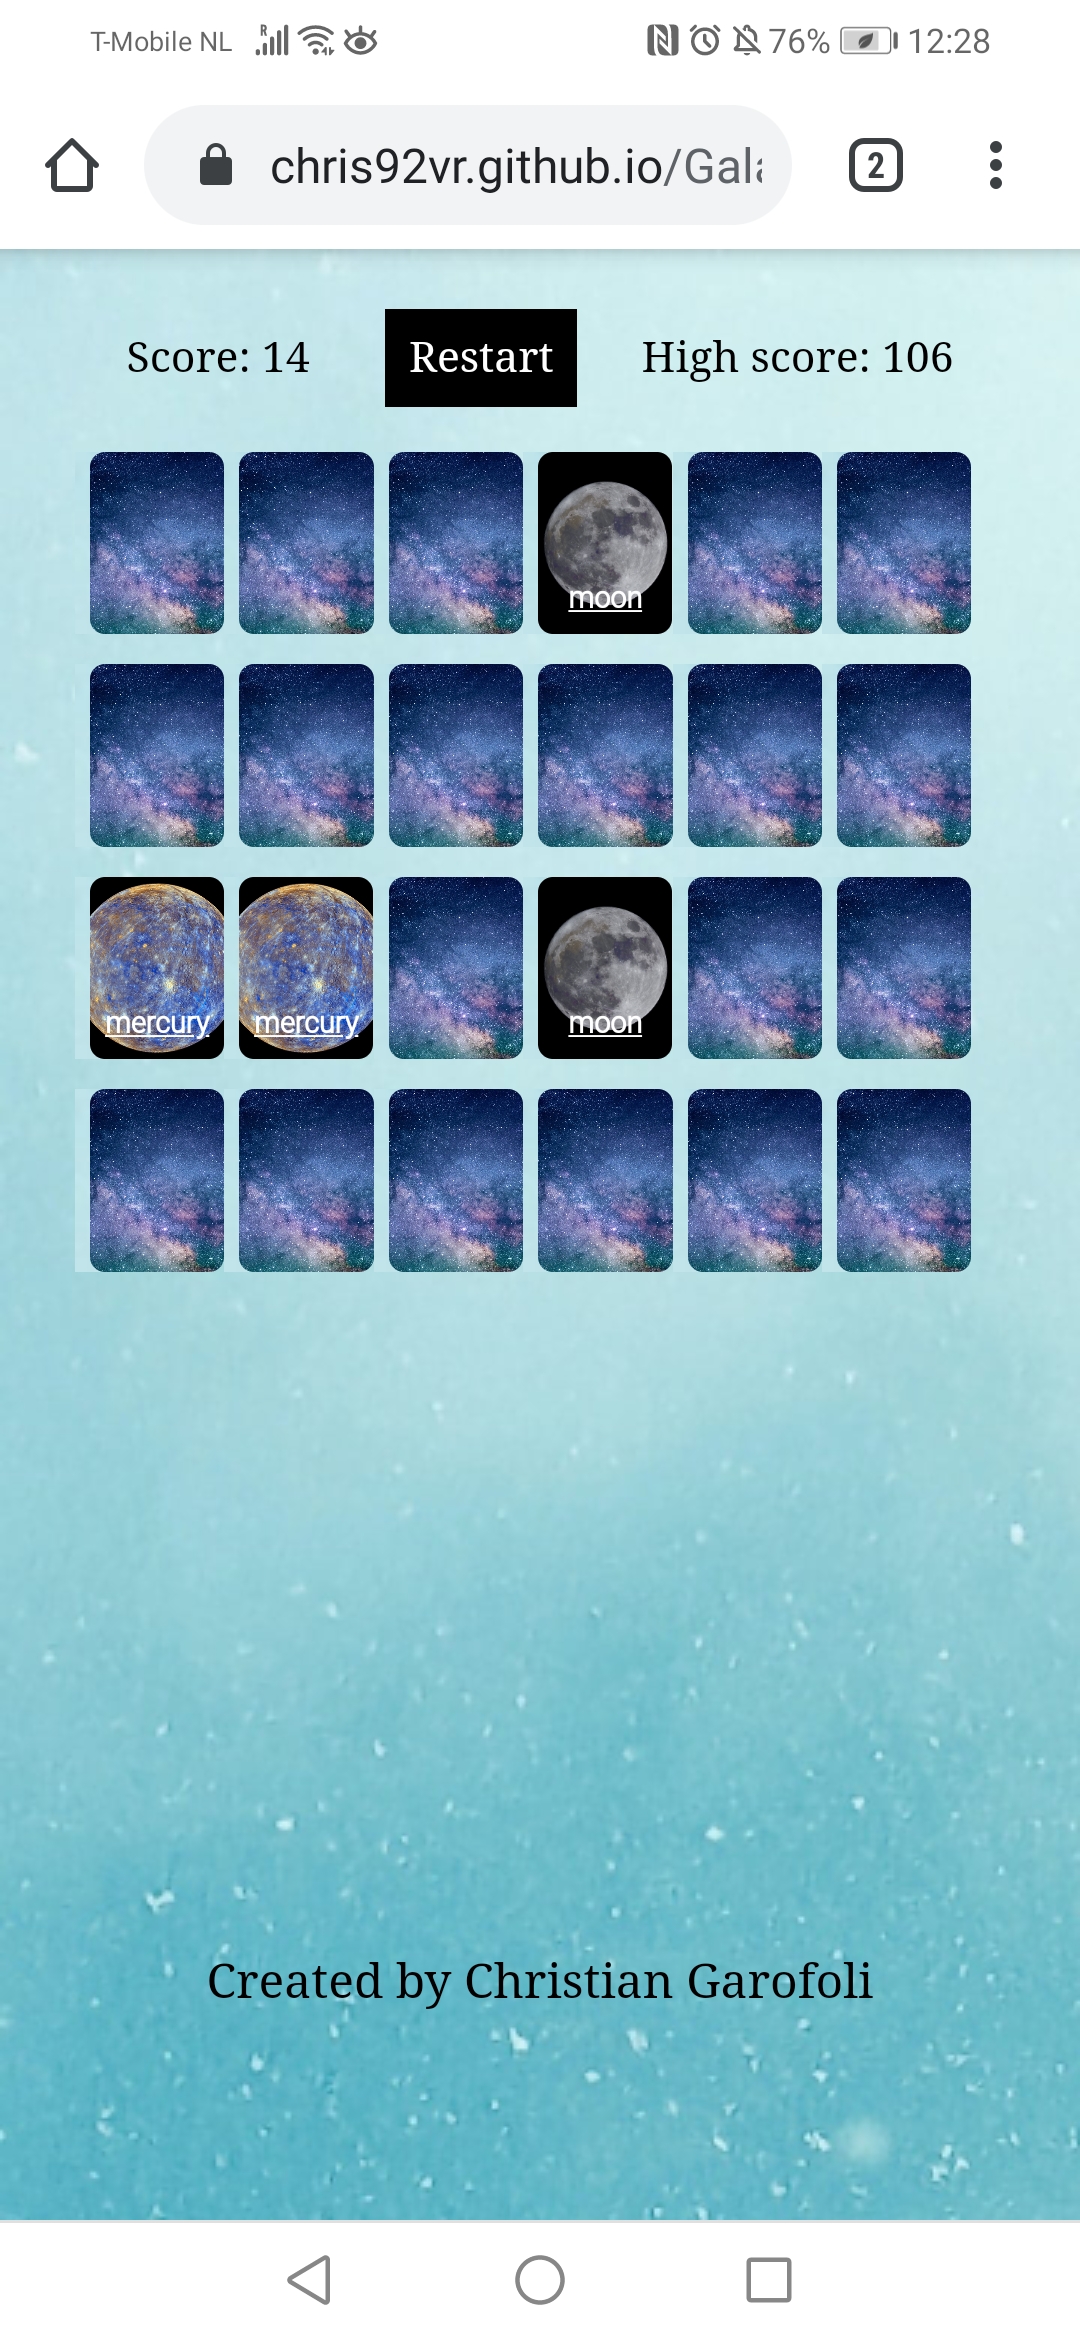 T-Mobile NL 76% 12:28
chris92vr.github.io/Gal
2
Score: 14 Restart High score: 106
moon
mercury mercury moon
Created by Christian Garofoli